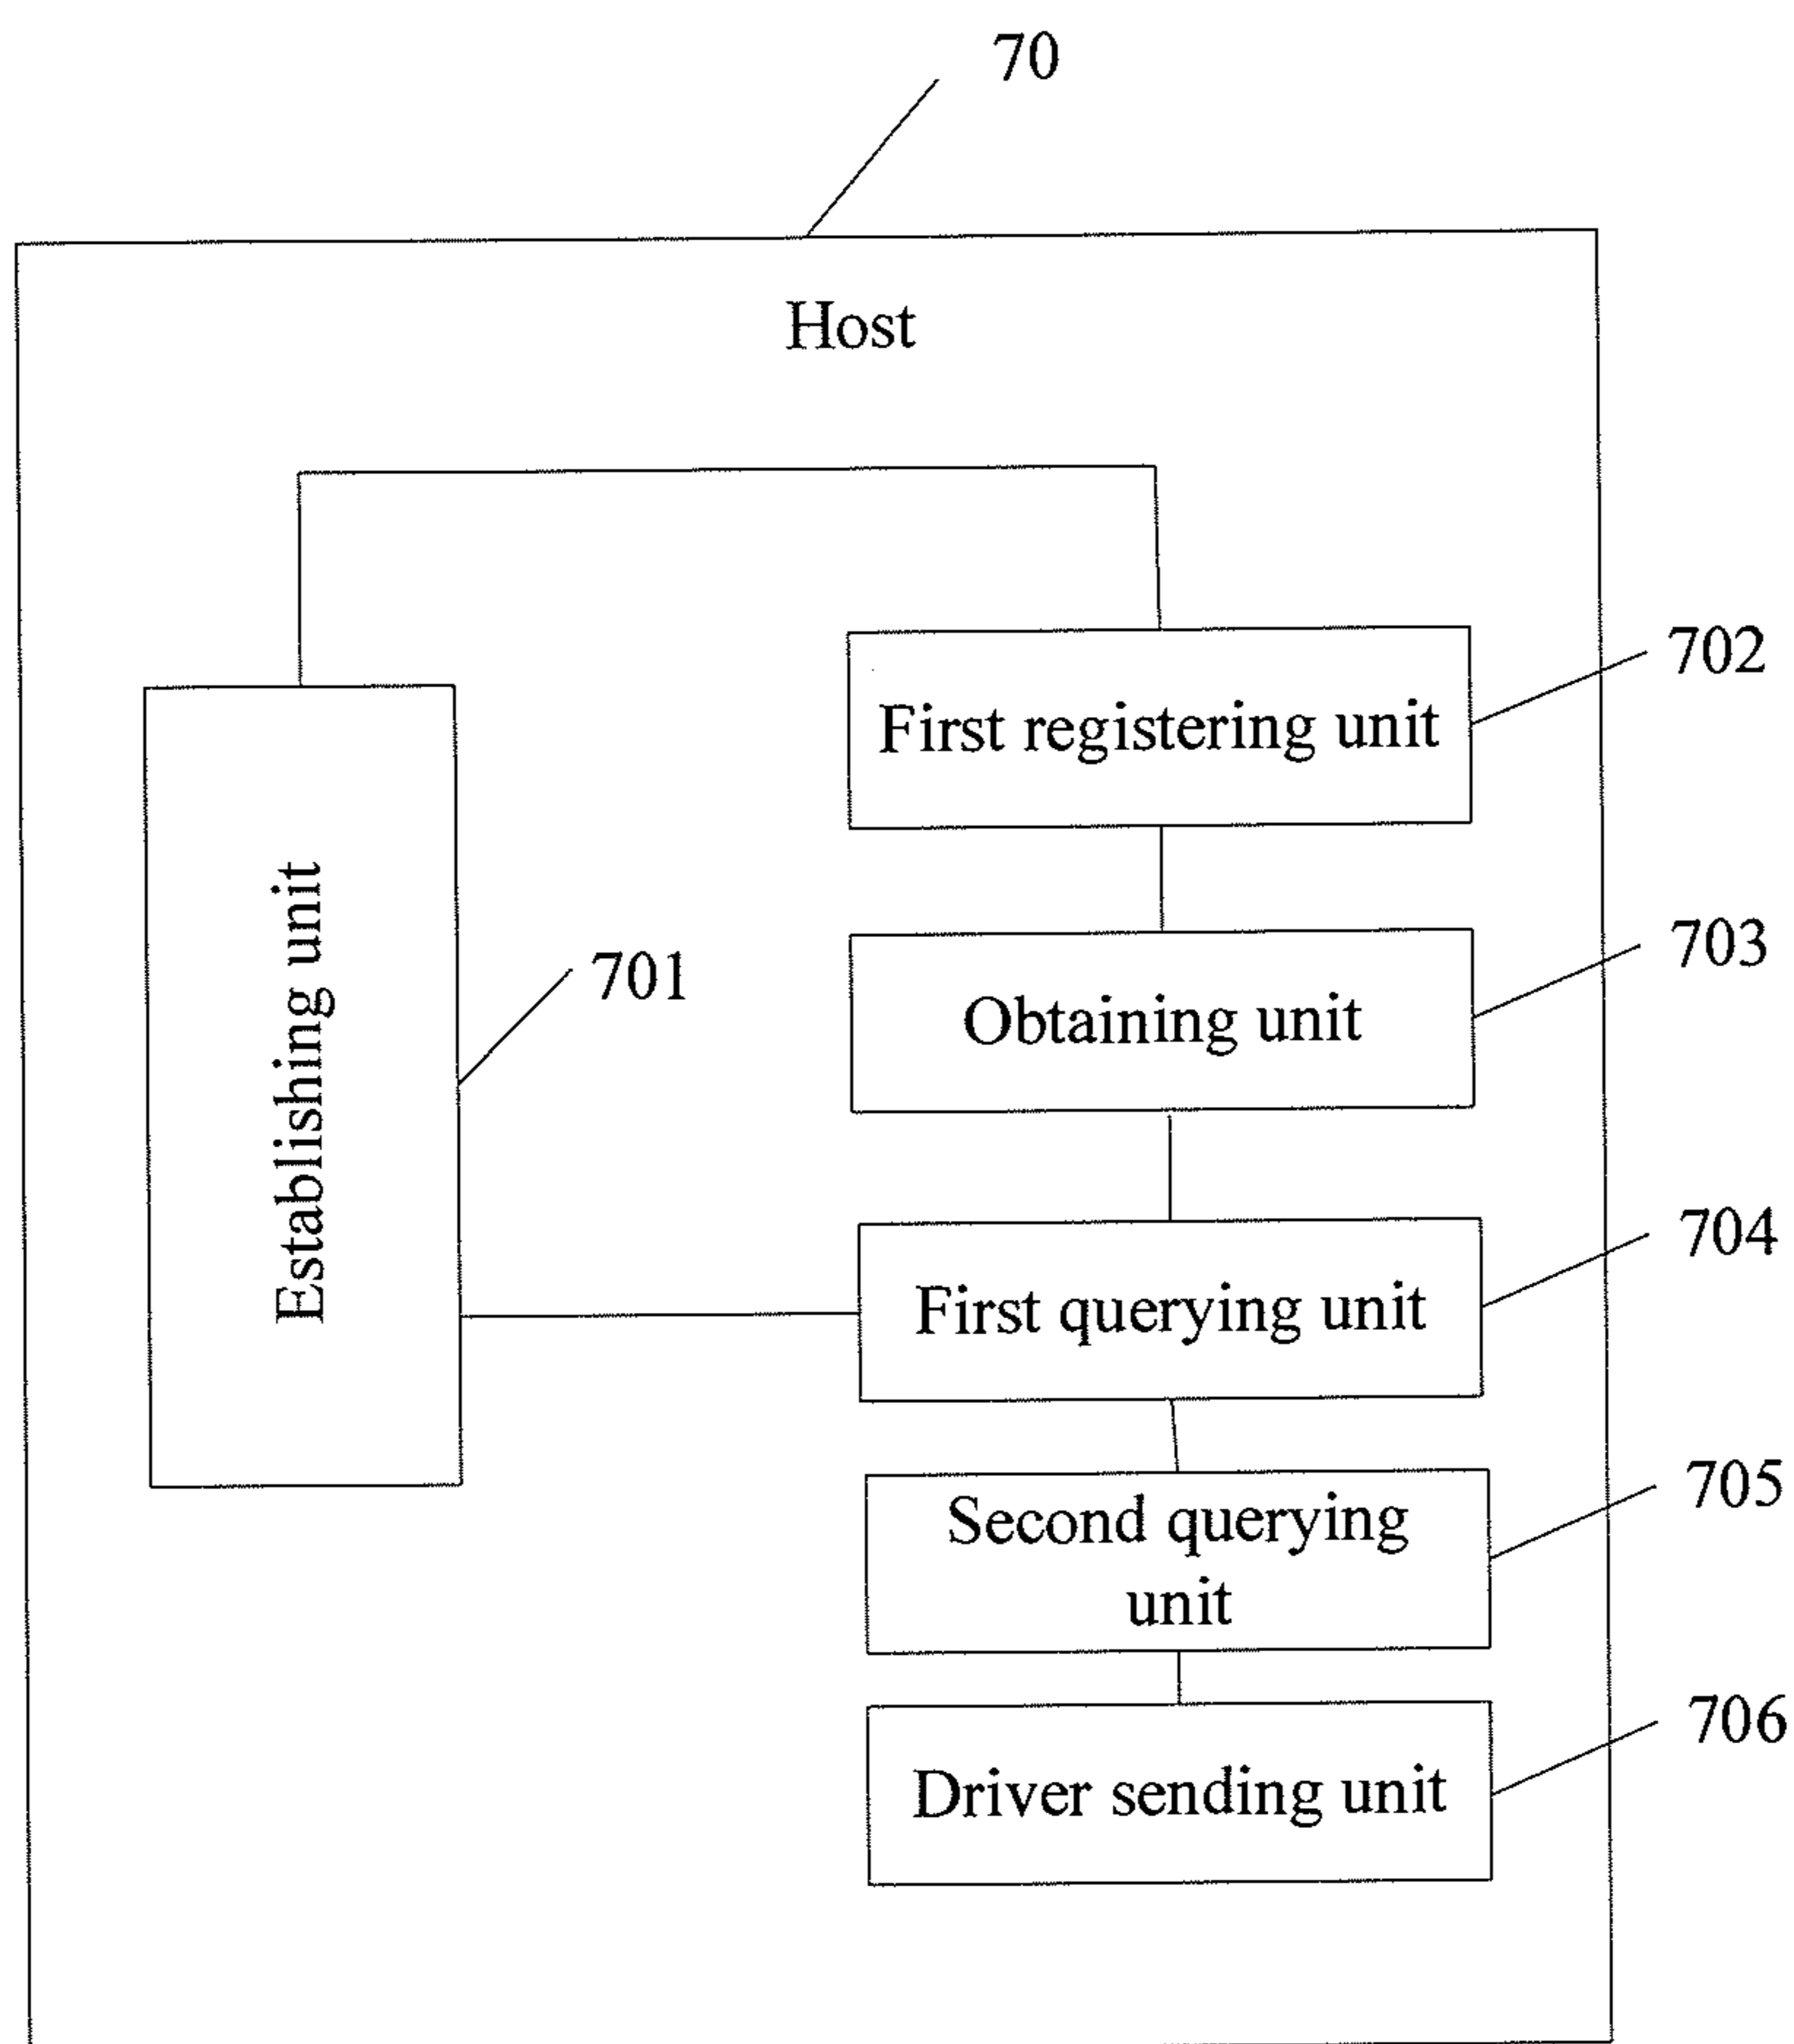 70
Host
702
First registering unit
703
Obtaining unit
Establishing unit
701
704
First querying unit
705
Second querying
unit
706
Driver sending unit